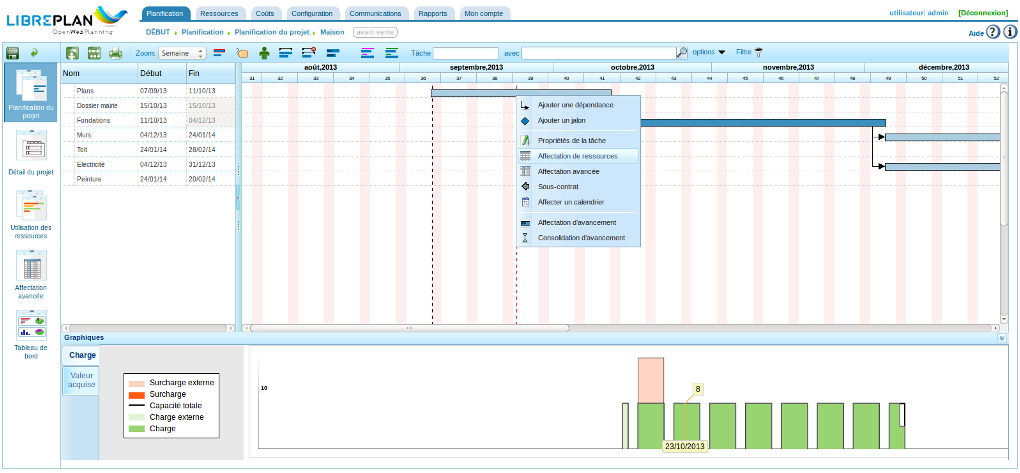 LIBREPLAN
OpenWebPlanning
Planification Ressources Coûts Configuration Communications Rapports Mon compte
utilisateur: admin [Déconnexion]
DÉBUT Planification Planification du projet Maison avant-vente
Aide ? i
Zoom: Semaine Tâche avec options Filtre
Planification du
projet
Détail du projet
Utilisation des
ressources
Affectation
avancée
Tableau de
bord
Nom Début Fin
Plans 07/09/13 11/10/13
Dossier mairie 15/10/13 15/10/13
Fondations 11/10/13 04/12/13
Murs 04/12/13 24/01/14
Toit 24/01/14 28/02/14
Electricité 04/12/13 31/12/13
Peinture 24/01/14 20/02/14
août,2013 septembre,2013 octobre,2013 novembre,2013 décembre,2013
31 32 33 34 35 36 37 38 39 40 41 42 43 44 45 46 47 48 49 50 51 52
Ajouter une dépendance
Ajouter un jalon
Propriétés de la tâche
Affectation de ressources
Affectation avancée
Sous-contrat
Affecter un calendrier
Affectation d'avancement
Consolidation d'avancement
Graphiques
Charge
Valeur
acquise
Surcharge externe
Surcharge
Capacité totale
Charge externe
Charge
10
8
23/10/2013